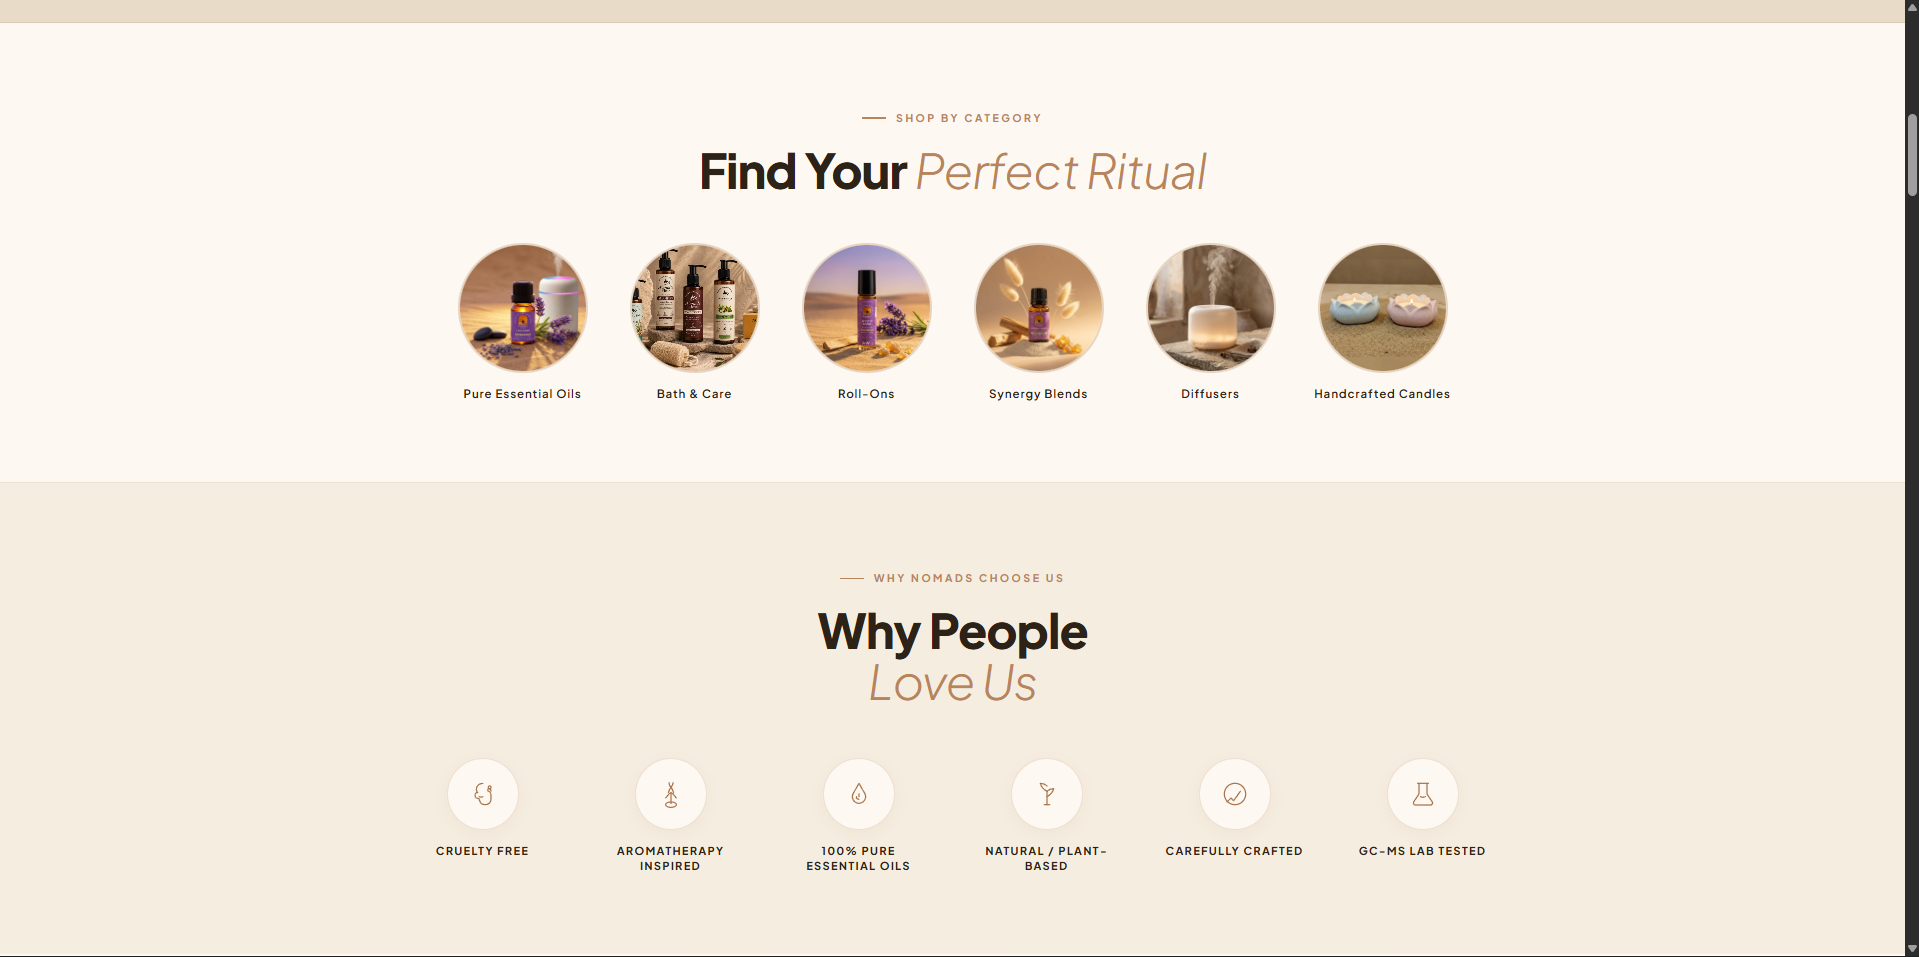 SHOP BY CATEGORY
Find Your Perfect Ritual
Pure Essential Oils
Bath & Care
Roll-Ons
Synergy Blends
Diffusers
Handcrafted Candles
WHY NOMADS CHOOSE US
Why People
Love Us
CRUELTY FREE
AROMATHERAPY
INSPIRED
100% PURE
ESSENTIAL OILS
NATURAL / PLANT-
BASED
CAREFULLY CRAFTED
GC-MS LAB TESTED